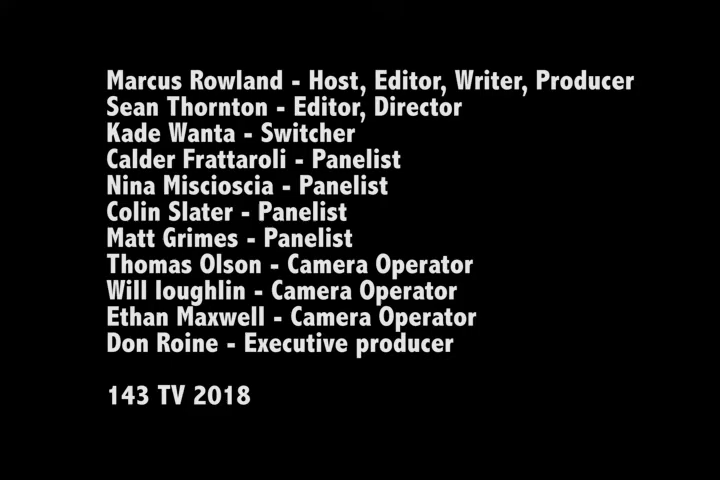 Marcus Rowland - Host, Editor, Writer, Producer
Sean Thornton - Editor, Director
Kade Wanta - Switcher
Calder Frattaroli - Panelist
Nina Miscioscia - Panelist
Colin Slater - Panelist
Matt Grimes - Panelist
Thomas Olson - Camera Operator
Will loughlin - Camera Operator
Ethan Maxwell - Camera Operator
Don Roine - Executive producer
143 TV 2018